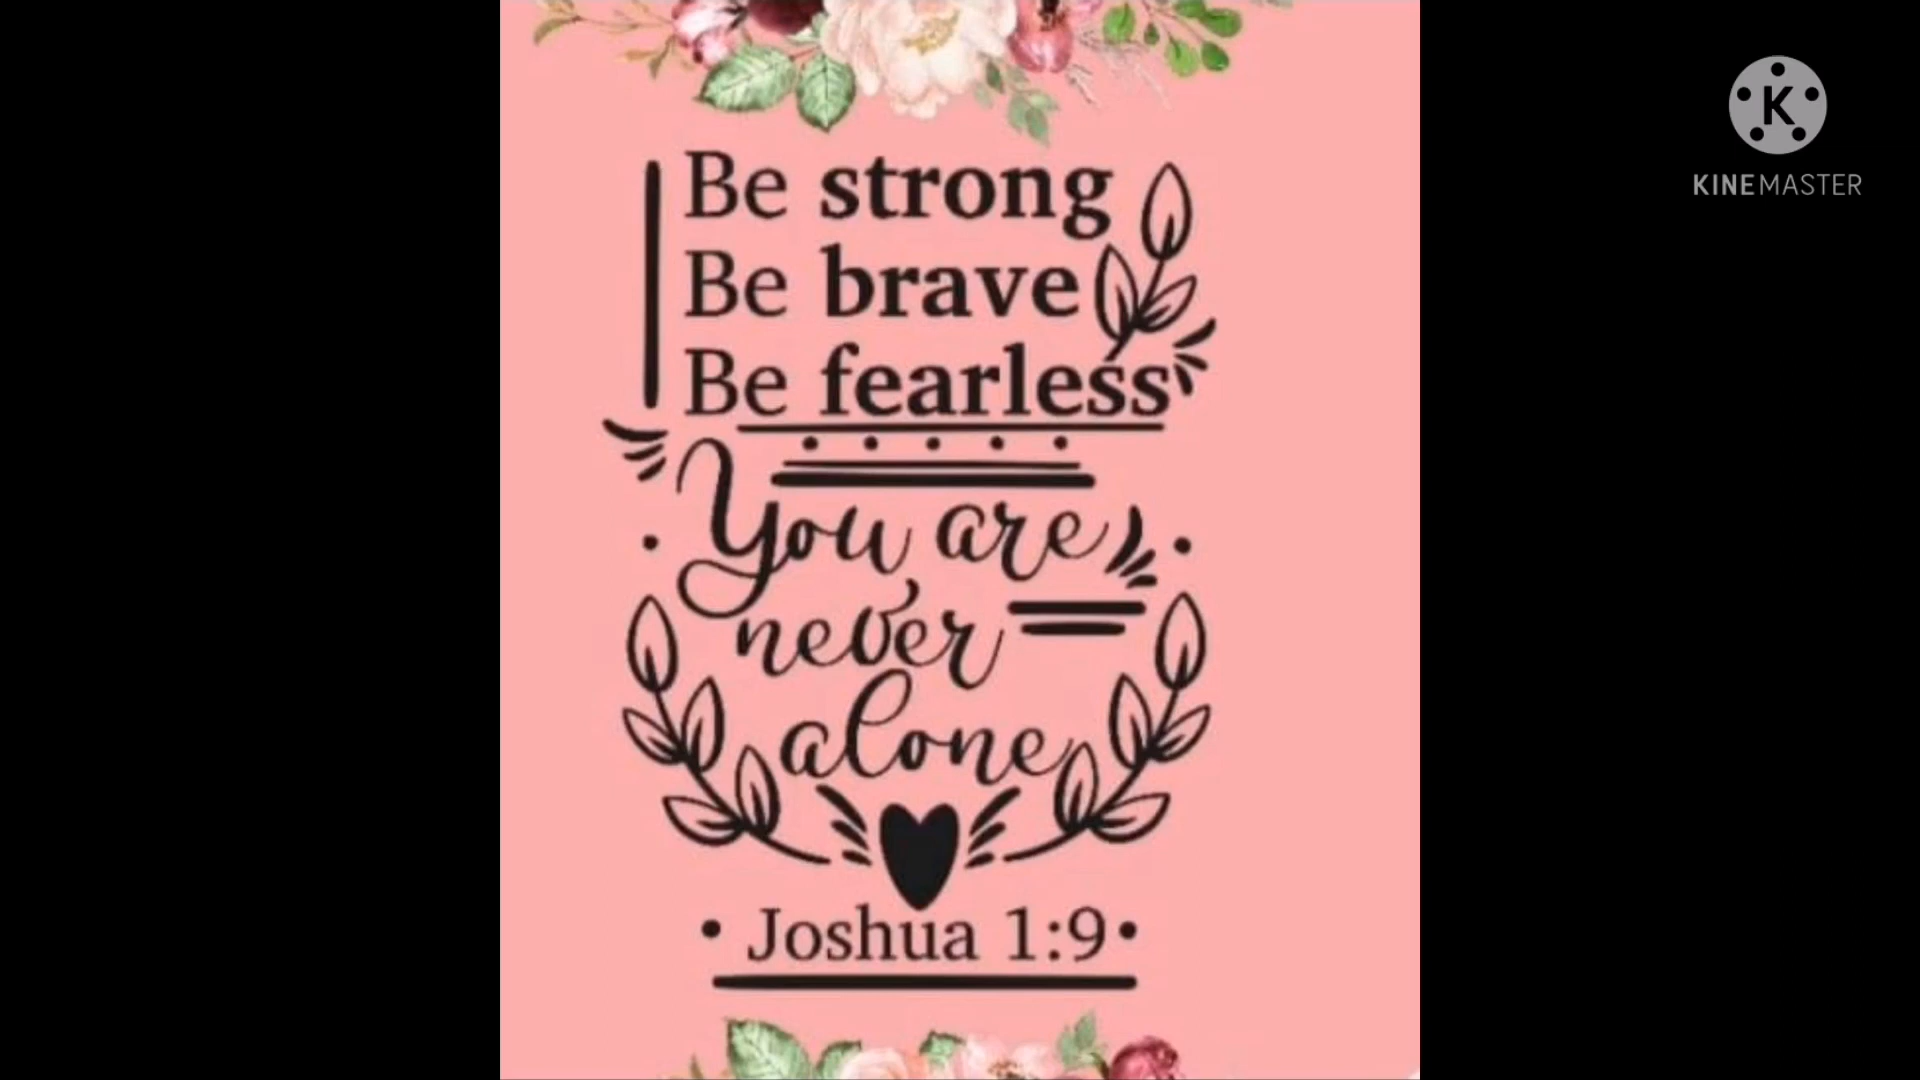 Be strong
Be brave
Be fearless
You are
never
alone
Joshua 1:9
K
KINEMASTER